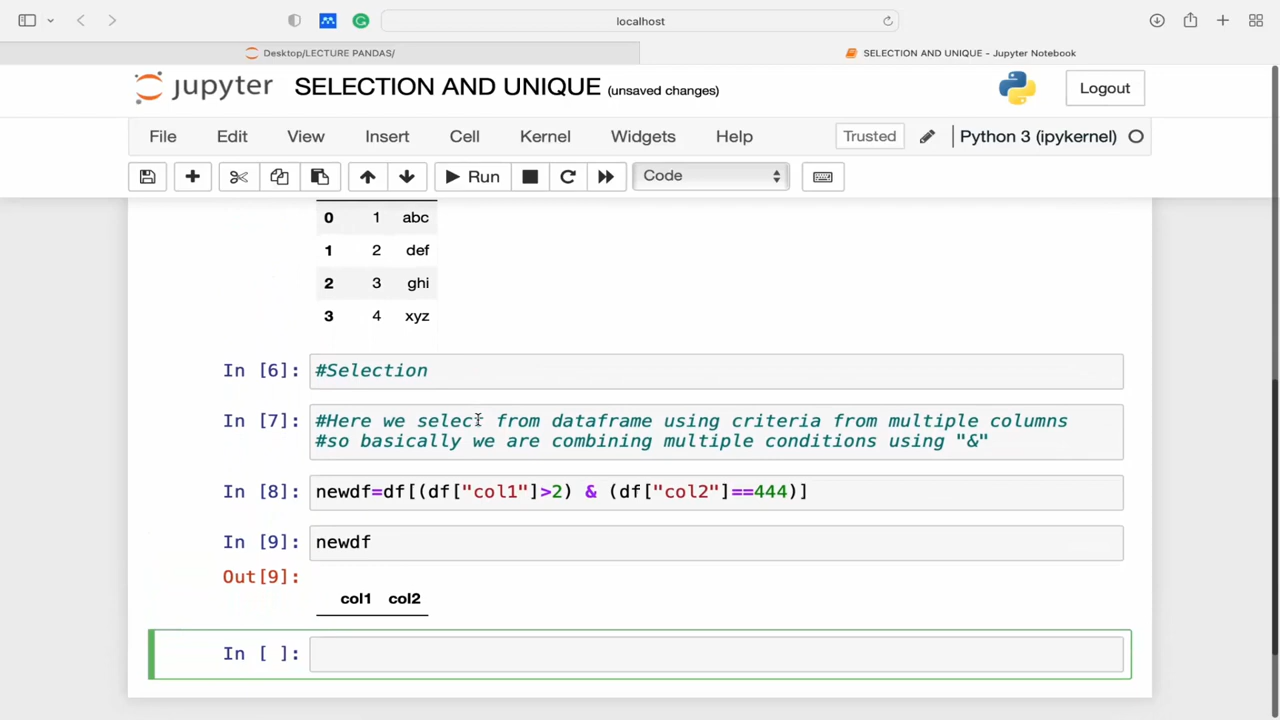 localhost
Desktop/LECTURE PANDAS/
SELECTION AND UNIQUE - Jupyter Notebook
jupyter SELECTION AND UNIQUE (unsaved changes)
Logout
File Edit View Insert Cell Kernel Widgets Help Trusted Python 3 (ipykernel)
Run Code
0 1 abc
1 2 def
2 3 ghi
3 4 xyz
In [6]: #Selection
In [7]: #Here we select from dataframe using criteria from multiple columns
#so basically we are combining multiple conditions using "&"
In [8]: newdf=df[(df["col1"]>2) & (df["col2"]==444)]
In [9]: newdf
Out[9]:
col1 col2
In [ ]: